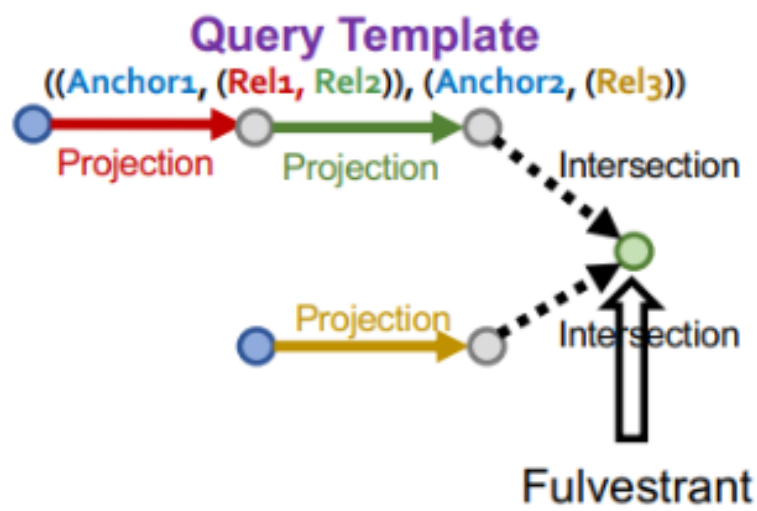 Query Template
((Anchor1, (Rel1, Rel2)), (Anchor2, (Rel3))
Projection
Projection
Intersection
Projection
Intersection
Fulvestrant